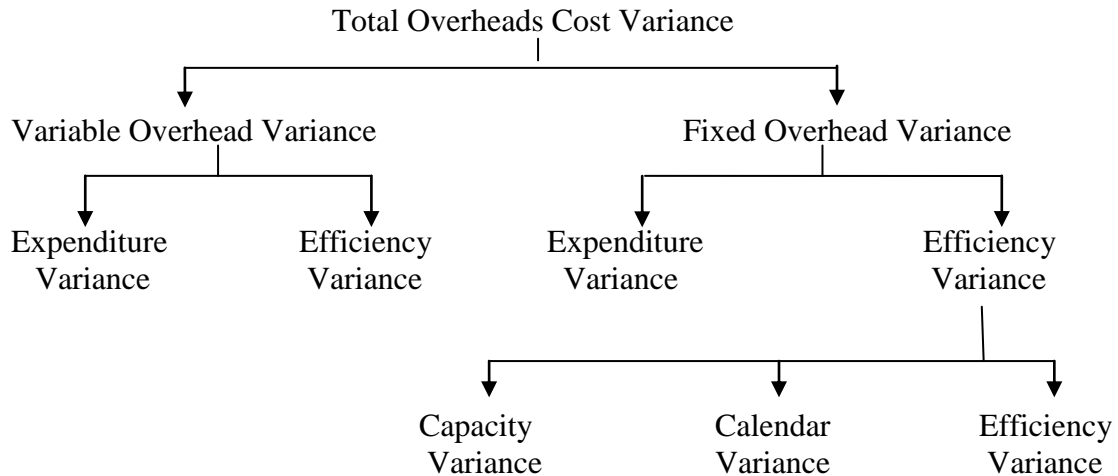 Total Overheads Cost Variance
Variable Overhead Variance
Fixed Overhead Variance
Expenditure
Variance
Efficiency
Variance
Expenditure
Variance
Efficiency
Variance
Capacity
Variance
Calendar
Variance
Efficiency
Variance